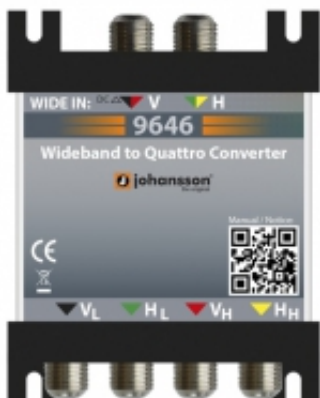 WIDE IN: DC V H
9646
Wideband to Quattro Converter
johansson
Manual / Notice
CE
VL HL VH HH